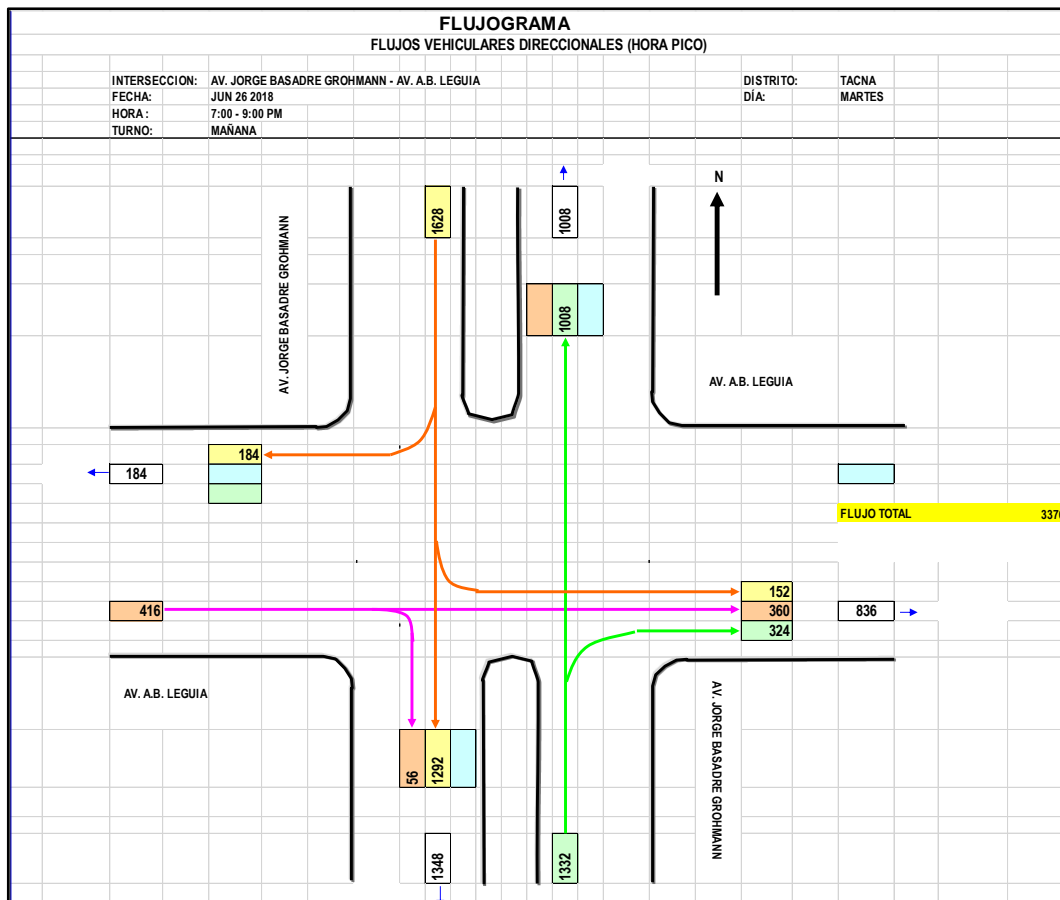 FLUJOGRAMA
FLUJOS VEHICULARES DIRECCIONALES (HORA PICO)
INTERSECCION: AV. JORGE BASADRE GROHMANN - AV. A.B. LEGUIA DISTRITO: TACNA
FECHA: JUN 26 2018 DÍA: MARTES
HORA : 7:00 - 9:00 PM
TURNO: MAÑANA
N
1628
1008
AV. JORGE BASADRE GROHMANN
1008
AV. A.B. LEGUIA
184
184
FLUJO TOTAL
152
416
360
836
324
AV. A.B. LEGUIA
AV. JORGE BASADRE GROHMANN
56
1292
1348
1332